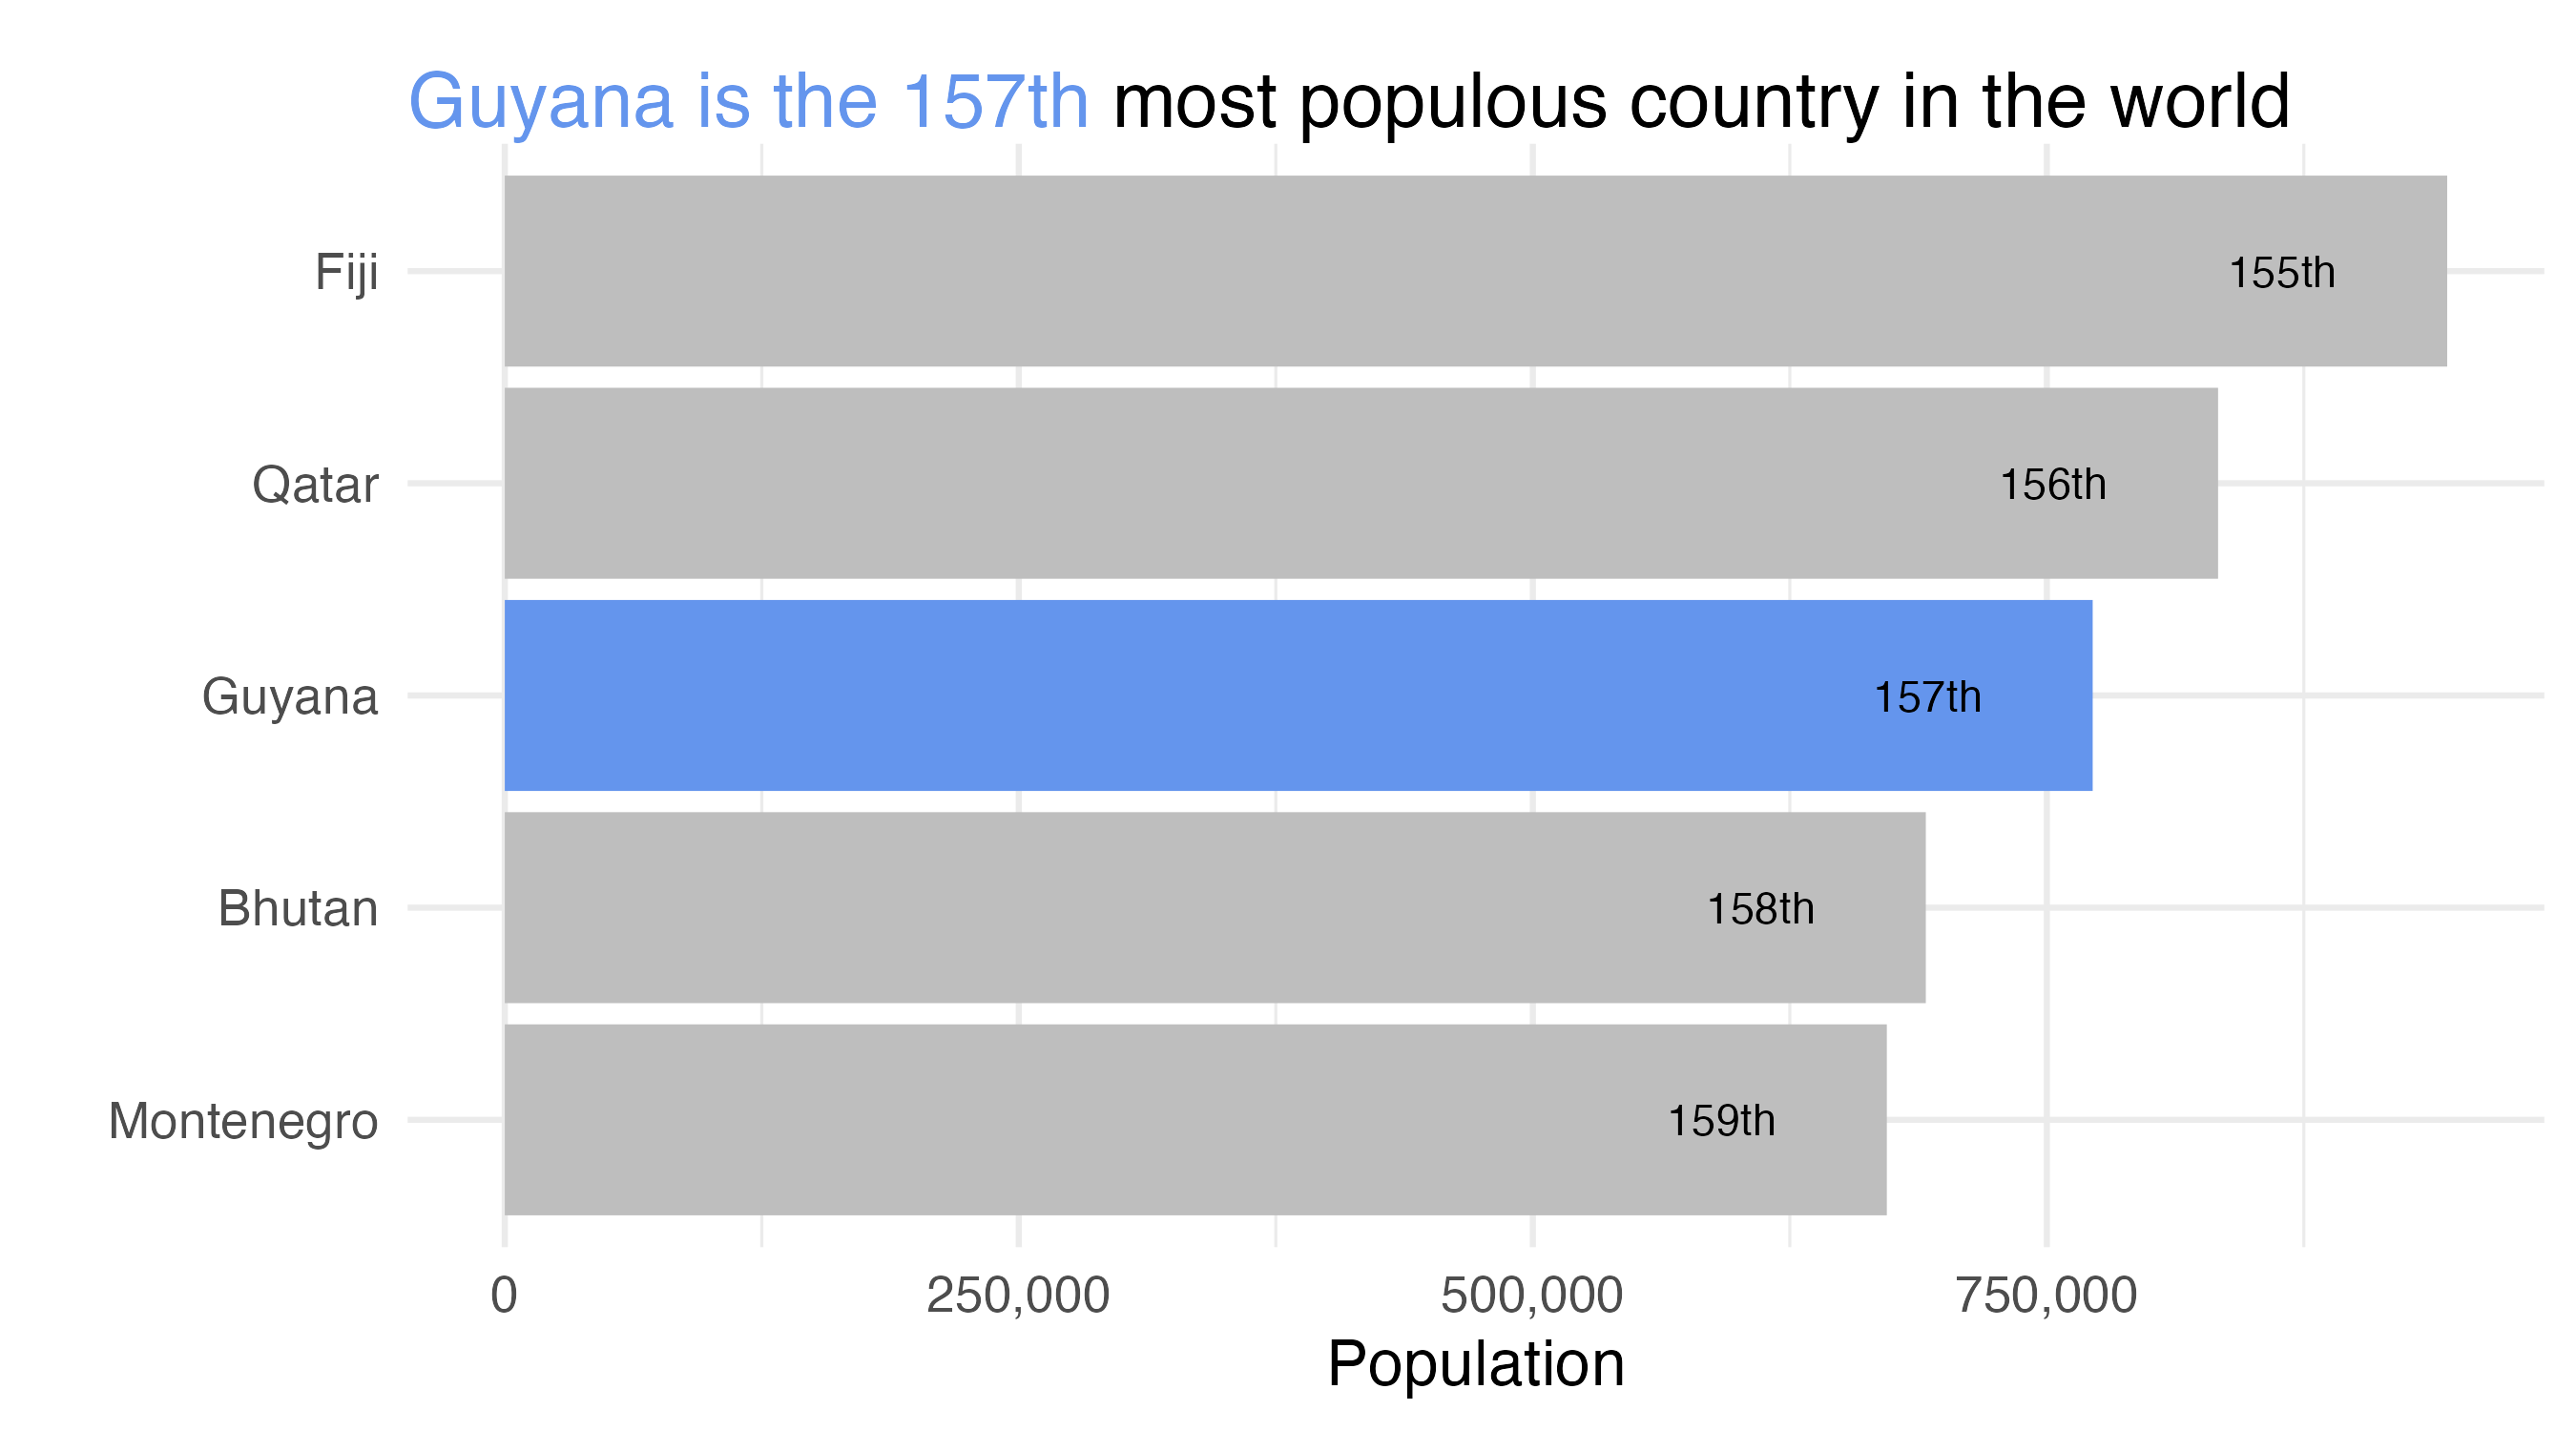 Guyana is the 157th most populous country in the world
Fiji 155th
Qatar 156th
Guyana 157th
Bhutan 158th
Montenegro 159th
0 250,000 500,000 750,000
Population